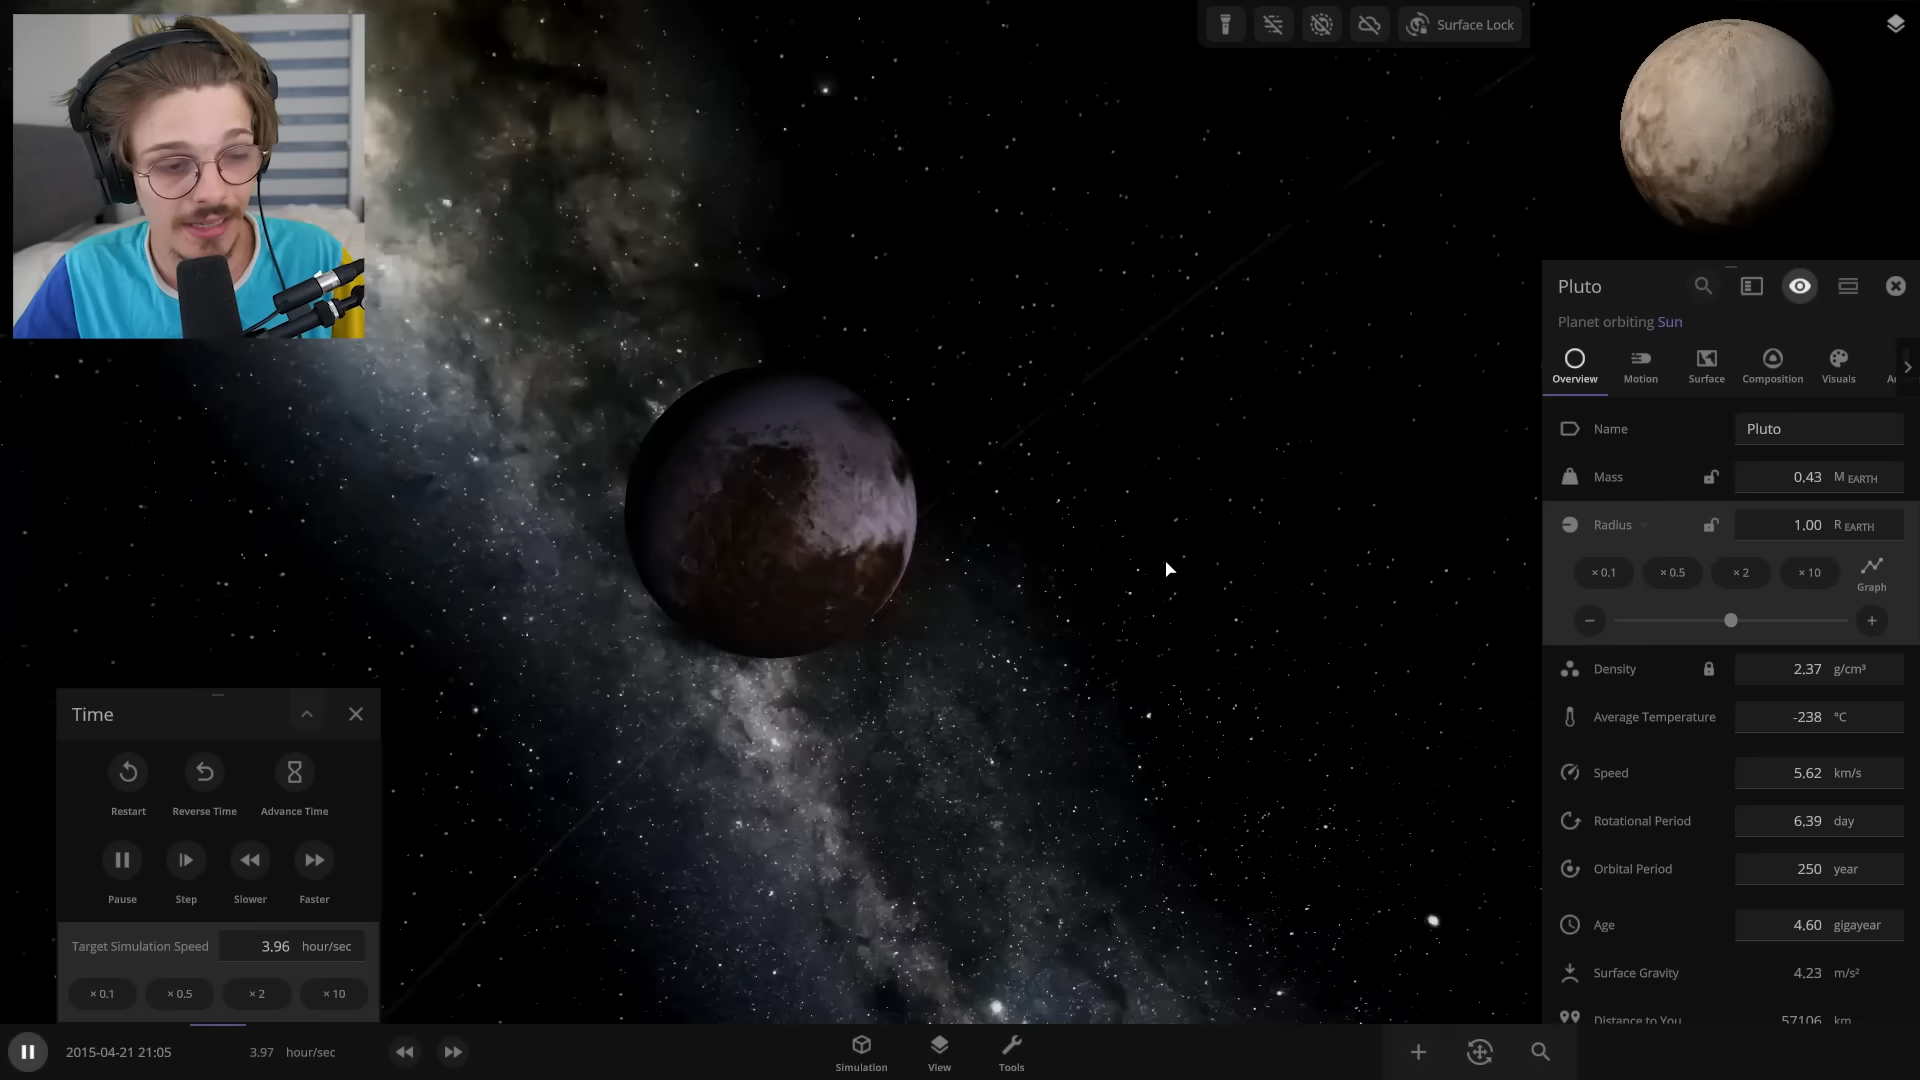 Surface Lock
Pluto
Planet orbiting Sun
Overview
Motion
Surface
Composition
Visuals
Name
Pluto
Mass
0.43 M EARTH
Radius
1.00 R EARTH
× 0.1
× 0.5
× 2
× 10
Graph
Density
2.37 g/cm³
Average Temperature
-238 °C
Speed
5.62 km/s
Rotational Period
6.39 day
Orbital Period
250 year
Age
4.60 gigayear
Surface Gravity
4.23 m/s²
Distance to You
57106 km
Time
Restart
Reverse Time
Advance Time
Pause
Step
Slower
Faster
Target Simulation Speed
3.96 hour/sec
× 0.1
× 0.5
× 2
× 10
2015-04-21 21:05
3.97 hour/sec
Simulation
View
Tools